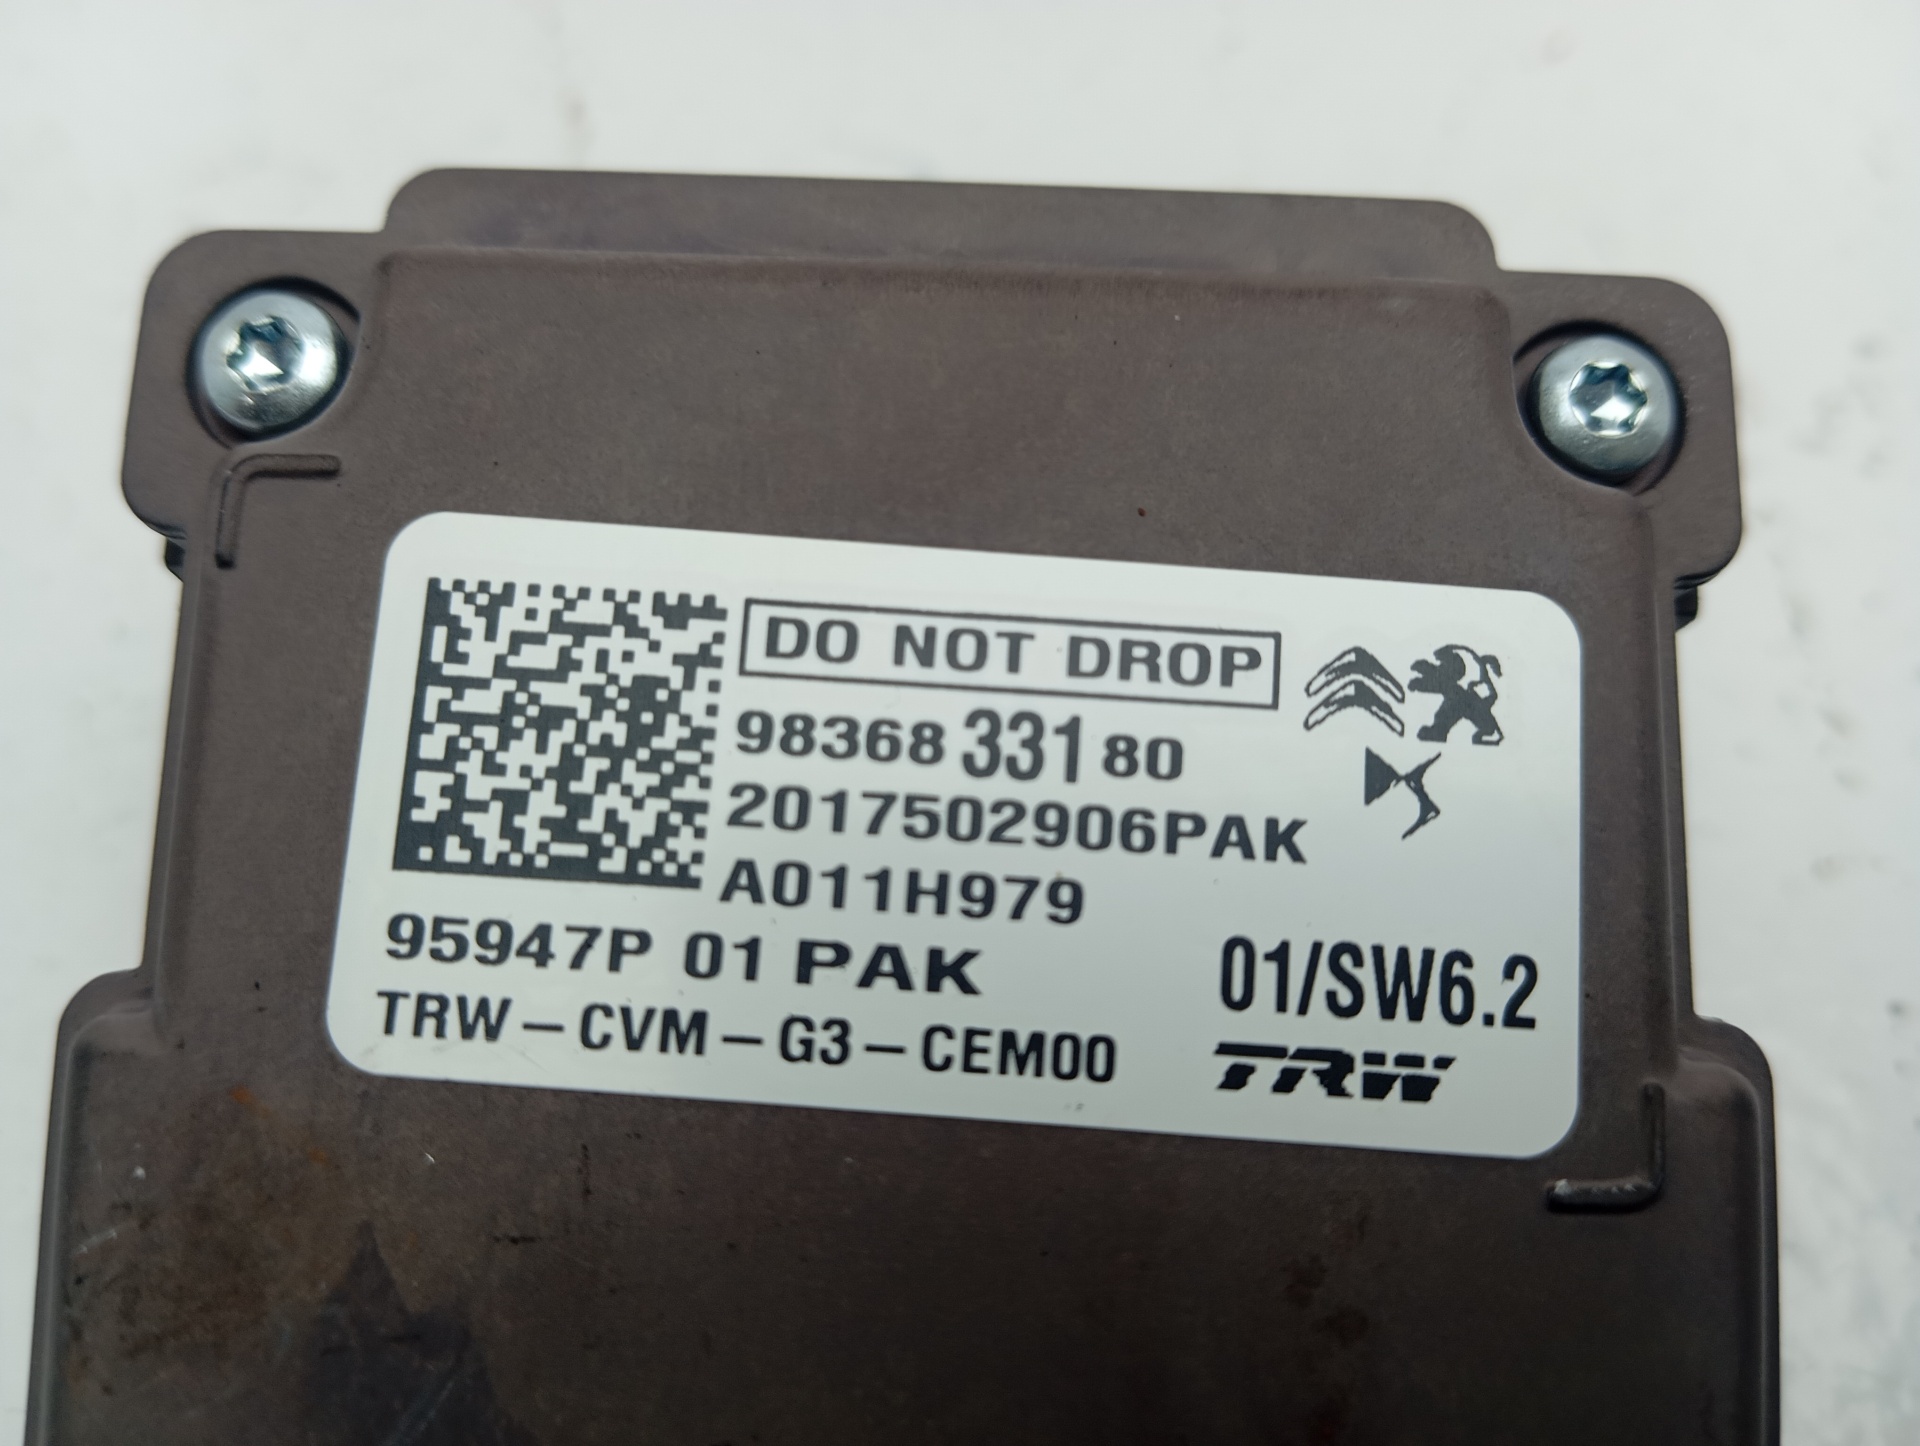 DO NOT DROP
98368 331 80
2017502906PAK
A011H979
95947P 01 PAK
01/SW6.2
TRW-CVM-G3-CEM00
TRW